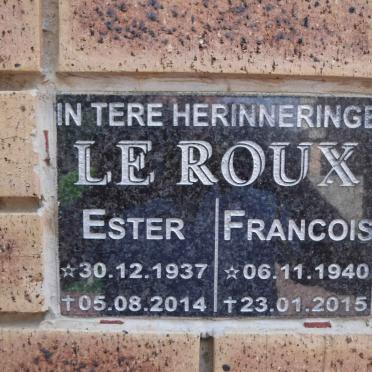 IN TERE HERINNERINGE
LE ROUX
ESTER FRANCOIS
☆30.12.1937 ☆06.11.1940
†05.08.2014 †23.01.2015